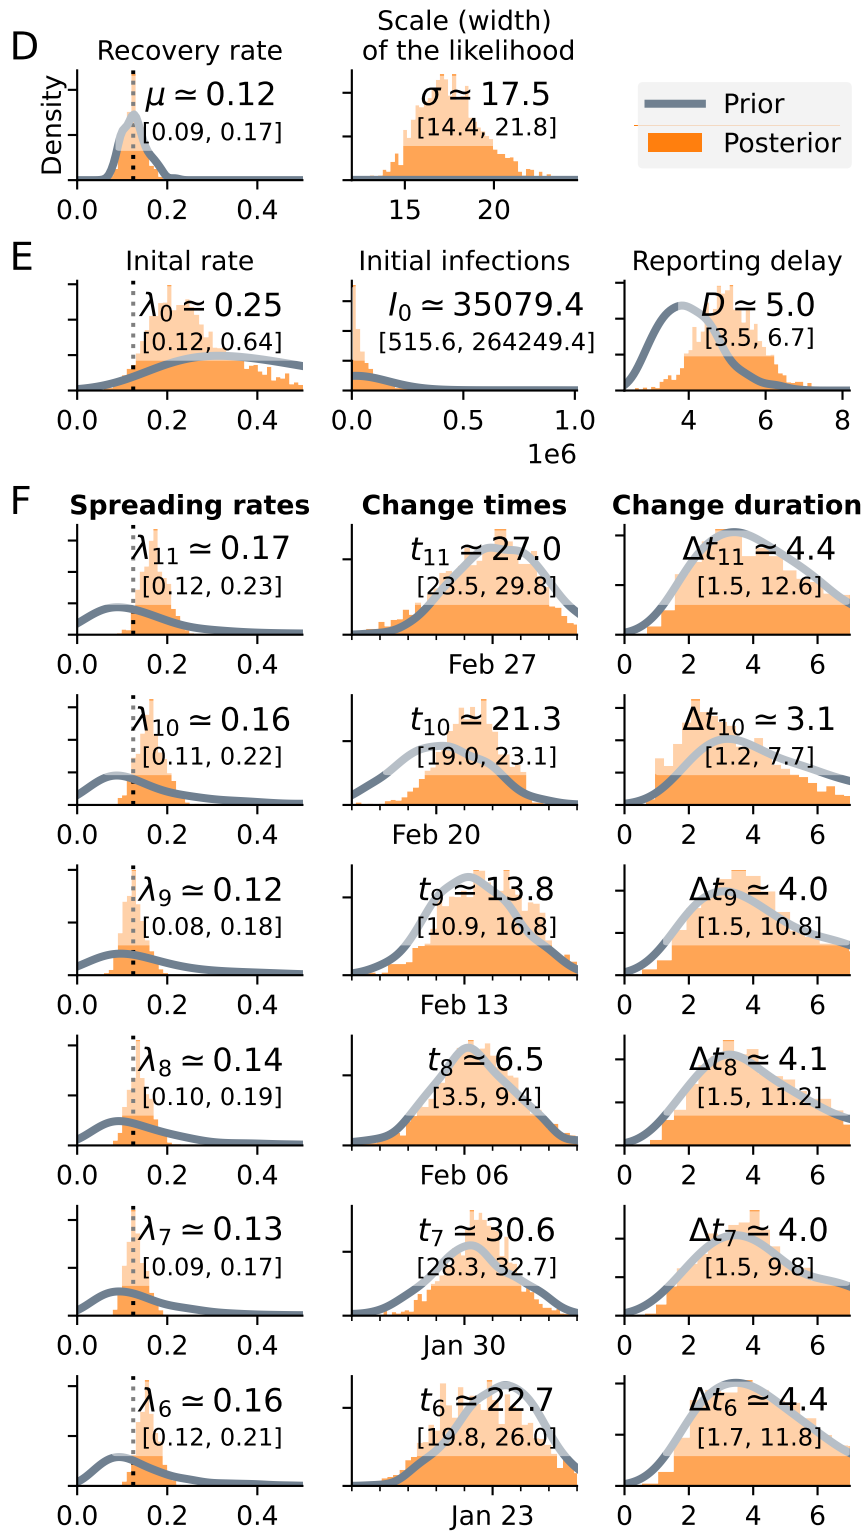 D
Recovery rate
Scale (width)
of the likelihood
Density
μ ≃ 0.12
[0.09, 0.17]
0.0 0.2 0.4
σ ≃ 17.5
[14.4, 21.8]
15 20
Prior
Posterior
E
Inital rate
λ0 ≃ 0.25
[0.12, 0.64]
0.0 0.2 0.4
Initial infections
I0 ≃ 35079.4
[515.6, 264249.4]
0.0 0.5 1.0
1e6
Reporting delay
D ≃ 5.0
[3.5, 6.7]
4 6 8
F
Spreading rates
Change times
Change duration
λ11 ≃ 0.17
[0.12, 0.23]
0.0 0.2 0.4
t11 ≃ 27.0
[23.5, 29.8]
Feb 27
Δt11 ≃ 4.4
[1.5, 12.6]
0 2 4 6
λ10 ≃ 0.16
[0.11, 0.22]
0.0 0.2 0.4
t10 ≃ 21.3
[19.0, 23.1]
Feb 20
Δt10 ≃ 3.1
[1.2, 7.7]
0 2 4 6
λ9 ≃ 0.12
[0.08, 0.18]
0.0 0.2 0.4
t9 ≃ 13.8
[10.9, 16.8]
Feb 13
Δt9 ≃ 4.0
[1.5, 10.8]
0 2 4 6
λ8 ≃ 0.14
[0.10, 0.19]
0.0 0.2 0.4
t8 ≃ 6.5
[3.5, 9.4]
Feb 06
Δt8 ≃ 4.1
[1.5, 11.2]
0 2 4 6
λ7 ≃ 0.13
[0.09, 0.17]
0.0 0.2 0.4
t7 ≃ 30.6
[28.3, 32.7]
Jan 30
Δt7 ≃ 4.0
[1.5, 9.8]
0 2 4 6
λ6 ≃ 0.16
[0.12, 0.21]
0.0 0.2 0.4
t6 ≃ 22.7
[19.8, 26.0]
Jan 23
Δt6 ≃ 4.4
[1.7, 11.8]
0 2 4 6